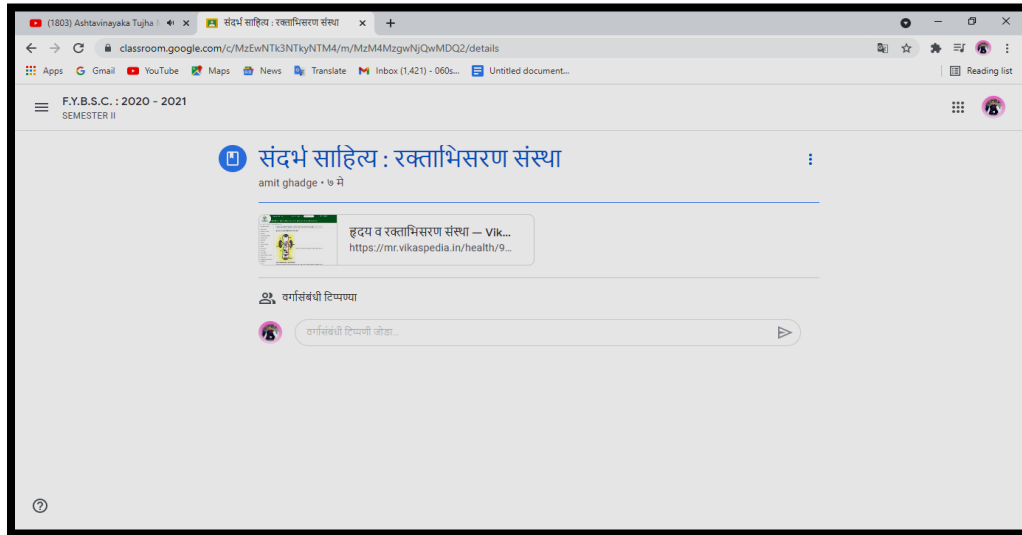 (1803) Ashtavinayaka Tujha
संदर्भ साहित्य : रक्ताभिसरण संस्था
classroom.google.com/c/MzEwNTk3NTkyNTM4/m/MzM4MzgwNjQwMDQ2/details
Apps Gmail YouTube Maps News Translate Inbox (1,421) - 060s... Untitled document... Reading list
F.Y.B.S.C. : 2020 - 2021
SEMESTER II
संदर्भ साहित्य : रक्ताभिसरण संस्था
amit ghadge • ७ मे
हृदय व रक्ताभिसरण संस्था — Vik...
https://mr.vikaspedia.in/health/9...
वर्गासंबंधी टिप्पण्या
वर्गासंबंधी टिप्पणी जोडा...